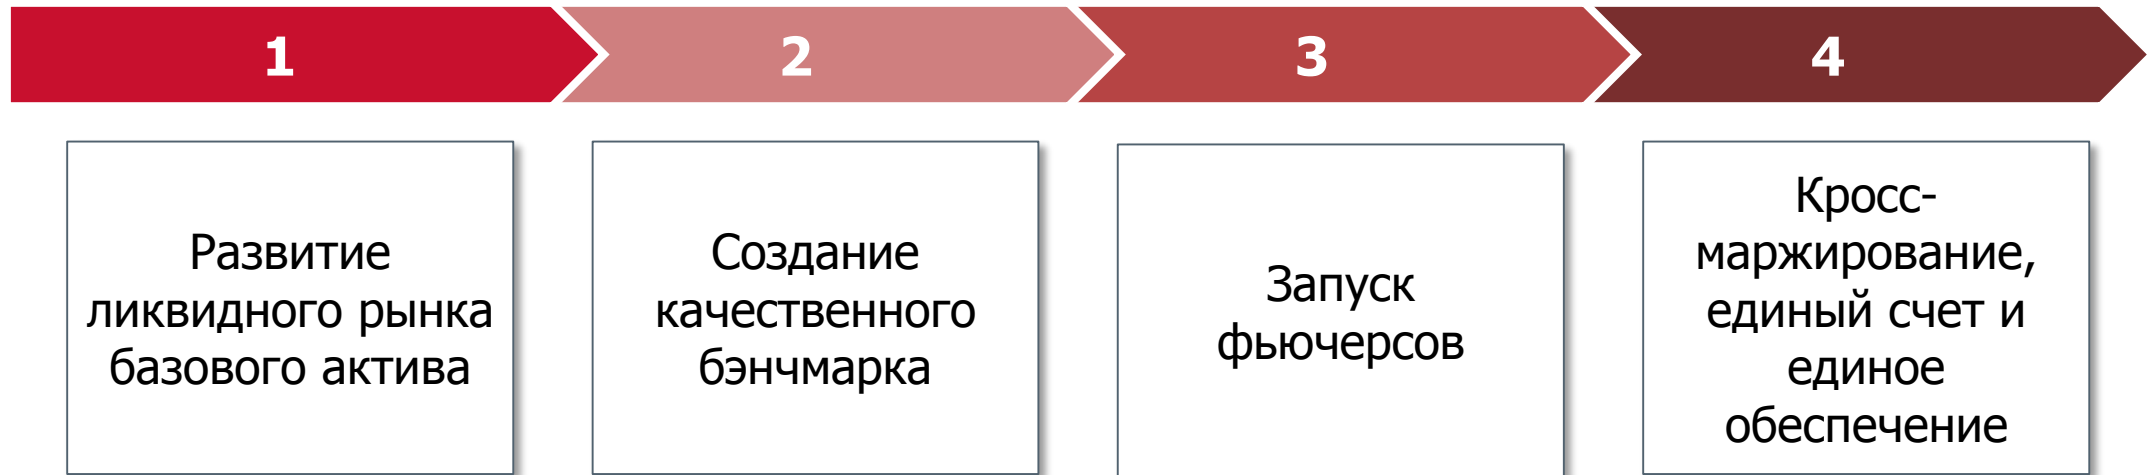 1
2
3
4
Развитие
ликвидного рынка
базового актива
Создание
качественного
бэнчмарка
Запуск
фьючерсов
Кросс-
маржирование,
единый счет и
единое
обеспечение